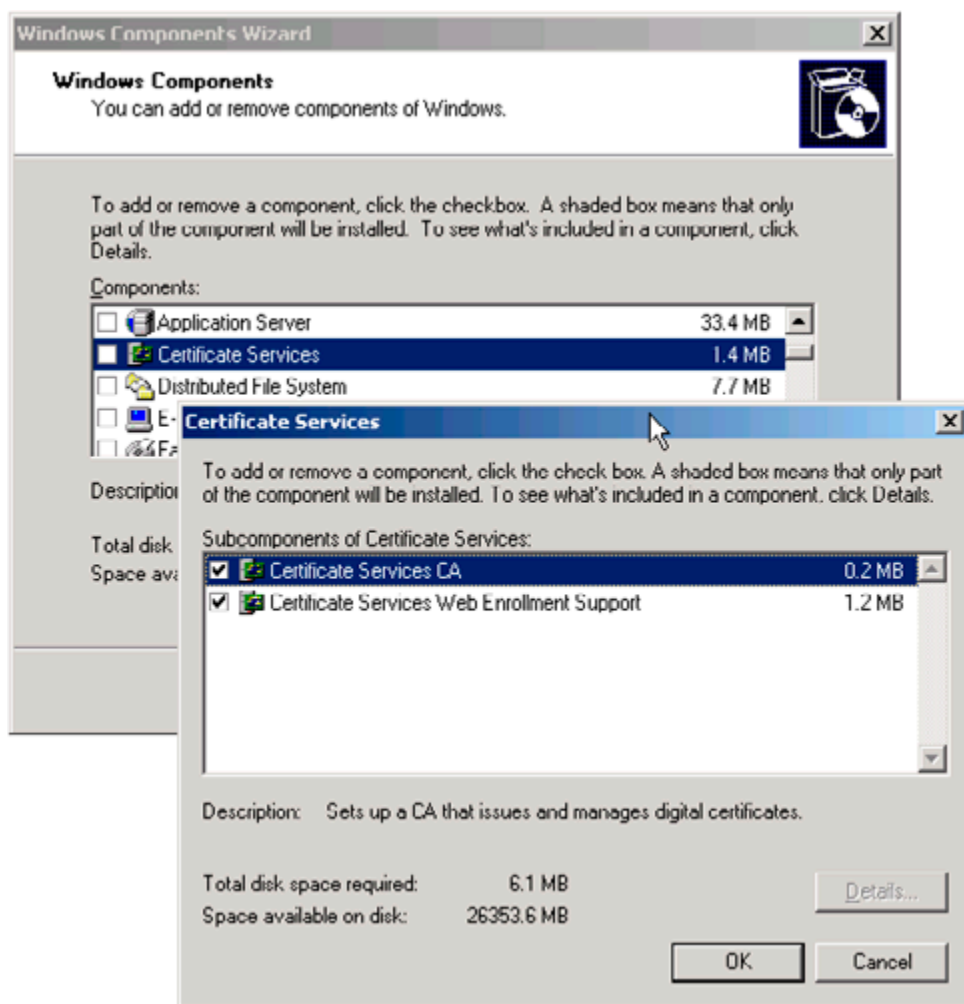 Windows Components Wizard
Windows Components
You can add or remove components of Windows.
To add or remove a component, click the checkbox. A shaded box means that only
part of the component will be installed. To see what's included in a component, click
Details.
Components:
Application Server 33.4 MB
Certificate Services 1.4 MB
Distributed File System 7.7 MB
E-
Fa
Description
Total disk
Space ava
Certificate Services
To add or remove a component, click the check box. A shaded box means that only part
of the component will be installed. To see what's included in a component, click Details.
Subcomponents of Certificate Services:
Certificate Services CA 0.2 MB
Certificate Services Web Enrollment Support 1.2 MB
Description: Sets up a CA that issues and manages digital certificates.
Total disk space required: 6.1 MB
Space available on disk: 26353.6 MB
Details...
OK Cancel